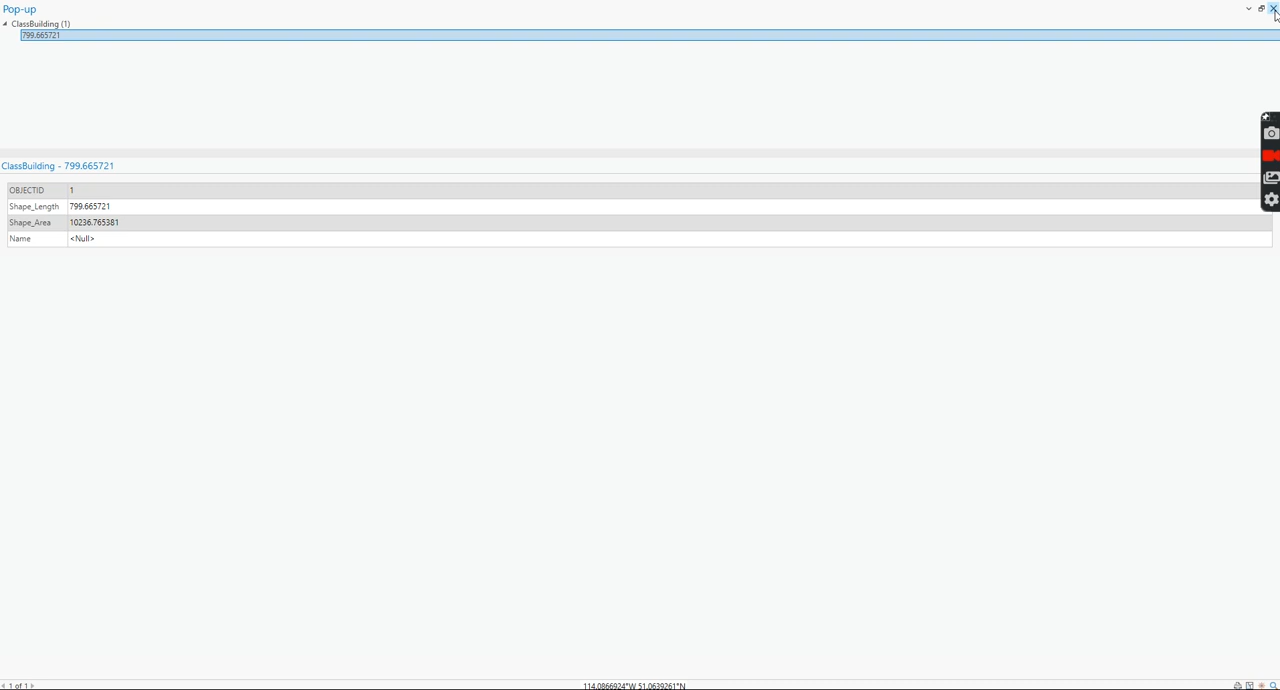 Pop-up
ClassBuilding (1)
799.665721
ClassBuilding - 799.665721
OBJECTID 1
Shape_Length 799.665721
Shape_Area 10236.765381
Name <Null>
1 of 1
114.0866924°W 51.0639261°N